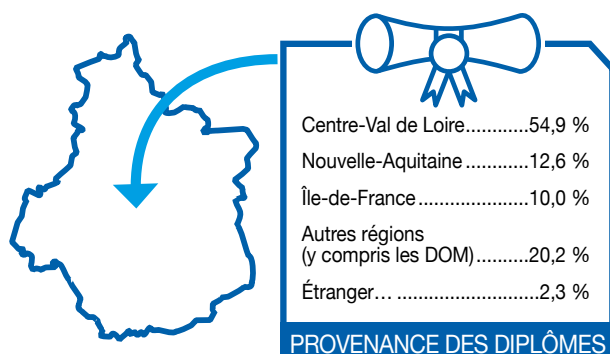 Centre-Val de Loire............54,9 %
Nouvelle-Aquitaine...........12,6 %
Île-de-France...................10,0 %
Autres régions
(y compris les DOM).........20,2 %
Étranger… .........................2,3 %
PROVENANCE DES DIPLÔMES